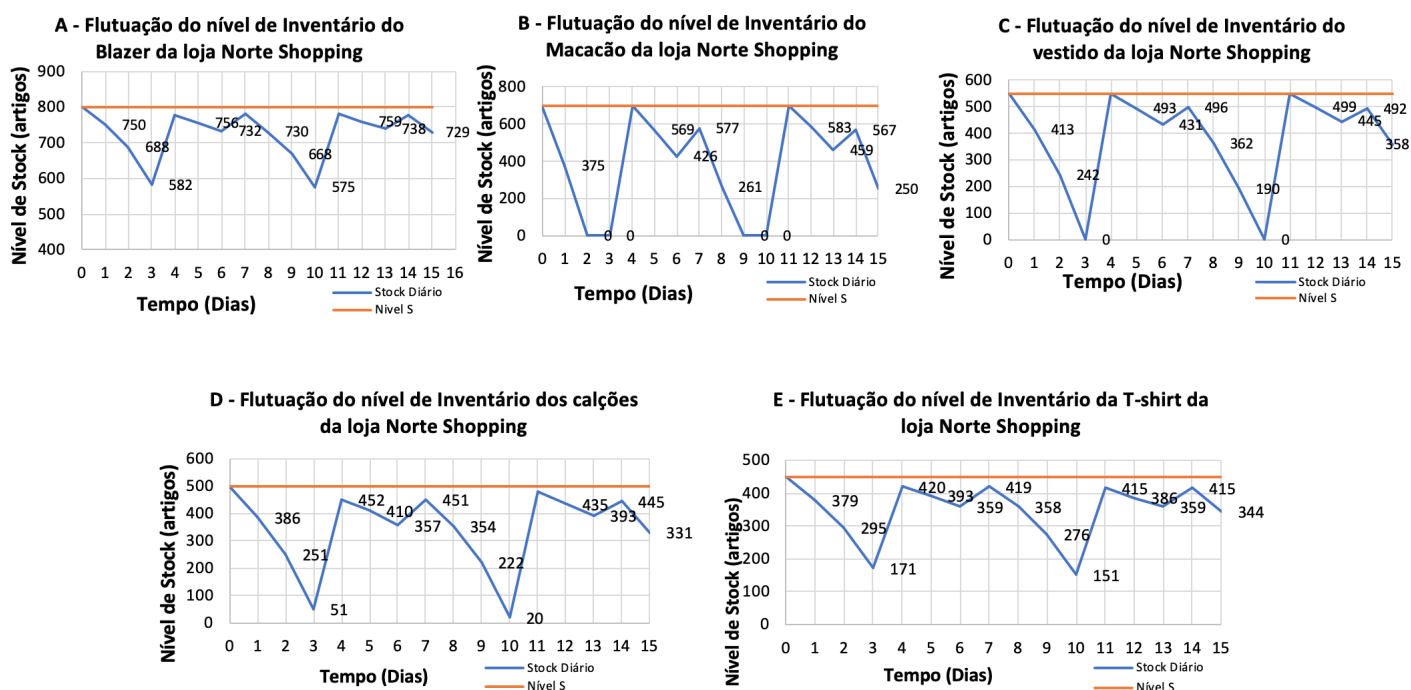 A - Flutuação do nível de Inventário do
Blazer da loja Norte Shopping
Nível de Stock (artigos)
900
800
700
600
500
400
750
688
582
756
732
730
668
575
759
738
729
0 1 2 3 4 5 6 7 8 9 10 11 12 13 14 15 16
Tempo (Dias)
Stock Diário
Nível S
B - Flutuação do nível de Inventário do
Macacão da loja Norte Shopping
Nível de Stock (artigos)
800
600
400
200
0
375
0
0
569
426
577
261
0
0
583
459
567
250
0 1 2 3 4 5 6 7 8 9 10 11 12 13 14 15
Tempo (Dias)
Stock Diário
Nível S
C - Flutuação do nível de Inventário do
vestido da loja Norte Shopping
Nível de Stock (artigos)
600
500
400
300
200
100
0
413
242
0
493
431
496
362
190
0
499
445
492
358
0 1 2 3 4 5 6 7 8 9 10 11 12 13 14 15
Tempo (Dias)
Stock Diário
Nível S
D - Flutuação do nível de Inventário dos calções
da loja Norte Shopping
Nível de Stock (artigos)
600
500
400
300
200
100
0
386
251
51
452
410
357
451
354
222
20
435
393
445
331
0 1 2 3 4 5 6 7 8 9 10 11 12 13 14 15
Tempo (Dias)
Stock Diário
Nível S
E - Flutuação do nível de Inventário da T-shirt da
loja Norte Shopping
Nível de Stock (artigos)
500
400
300
200
100
0
379
295
171
420
393
359
419
358
276
151
415
386
359
415
344
0 1 2 3 4 5 6 7 8 9 10 11 12 13 14 15
Tempo (Dias)
Stock Diário
Nível S